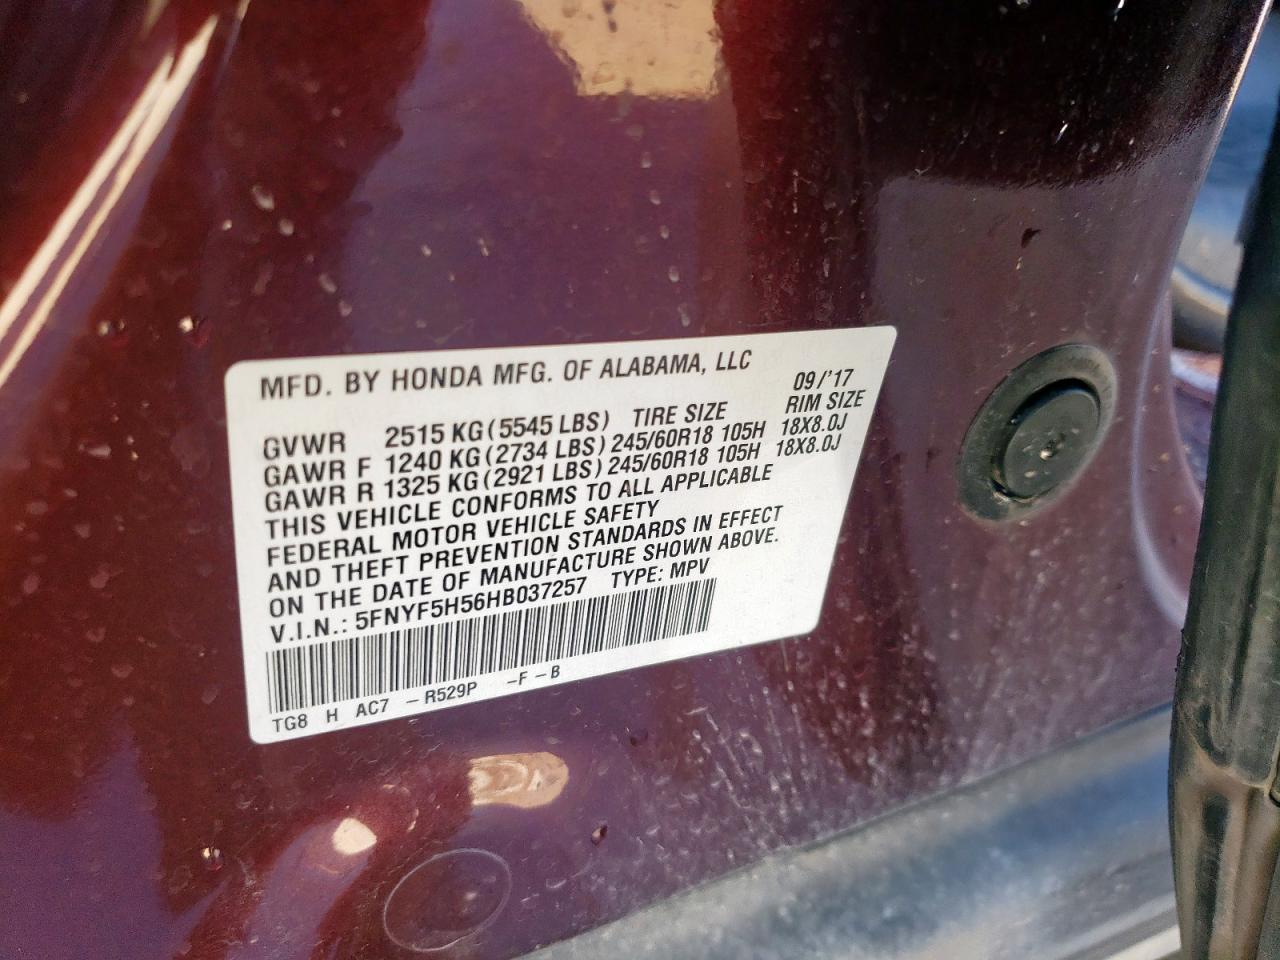 MFD. BY HONDA MFG. OF ALABAMA, LLC
09/'17
GVWR 2515 KG (5545 LBS) TIRE SIZE RIM SIZE
GAWR F 1240 KG (2734 LBS) 245/60R18 105H 18X8.0J
GAWR R 1325 KG (2921 LBS) 245/60R18 105H 18X8.0J
THIS VEHICLE CONFORMS TO ALL APPLICABLE
FEDERAL MOTOR VEHICLE SAFETY
AND THEFT PREVENTION STANDARDS IN EFFECT
ON THE DATE OF MANUFACTURE SHOWN ABOVE.
V.I.N.: 5FNYF5H56HB037257 TYPE: MPV
TG8 H AC7 -R529P -F-B